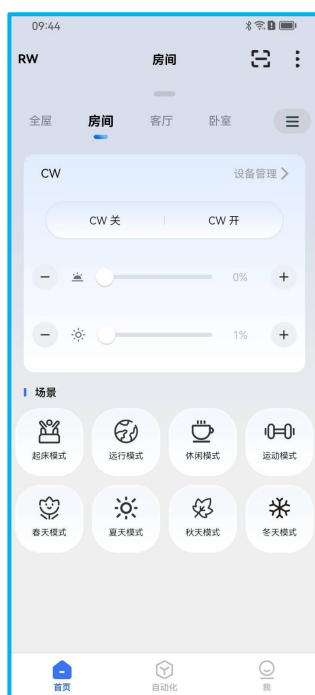 09:44
RW 房间
全屋 房间 客厅 卧室
CW 设备管理
CW 关 CW 开
0%
1%
场景
起床模式 远行模式 休闲模式 运动模式
春天模式 夏天模式 秋天模式 冬天模式
首页 自动化 我